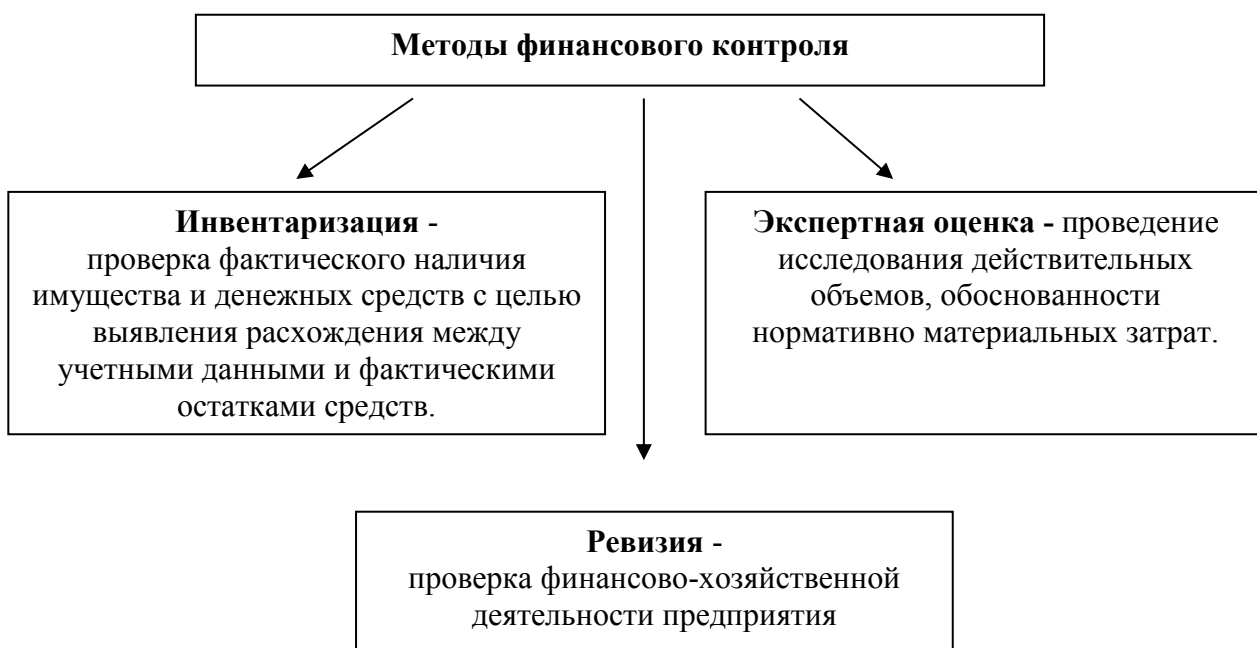 Методы финансового контроля
Инвентаризация -
проверка фактического наличия
имущества и денежных средств с целью
выявления расхождения между
учетными данными и фактическими
остатками средств.
Экспертная оценка - проведение
исследования действительных
объемов, обоснованности
нормативно материальных затрат.
Ревизия -
проверка финансово-хозяйственной
деятельности предприятия